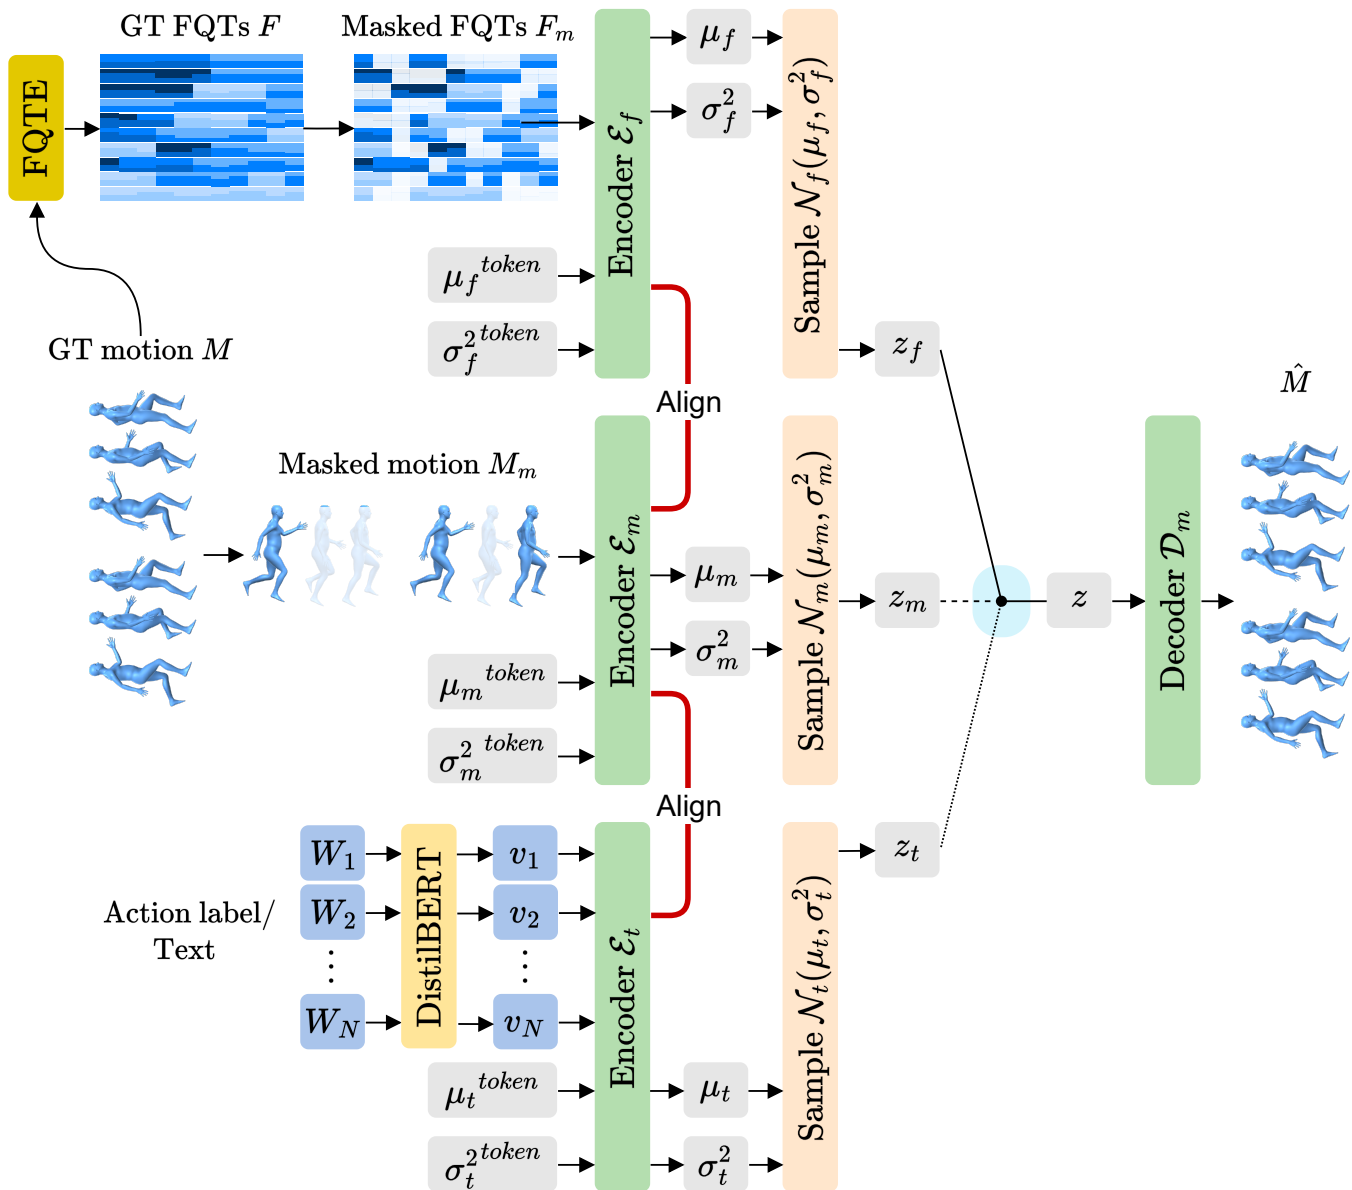 GT FQTs F
Masked FQTs F_m
FQTE
Encoder ℰ_f
μ_f
σ_f^2
Sample 𝒩_f(μ_f, σ_f^2)
μ_f^token
σ_f^2^token
z_f
GT motion M
Align
M̂
Masked motion M_m
Encoder ℰ_m
μ_m
σ_m^2
Sample 𝒩_m(μ_m, σ_m^2)
z_m
z
Decoder 𝒟_m
μ_m^token
σ_m^2^token
Align
W_1
W_2
⋮
W_N
DistilBERT
v_1
v_2
⋮
v_N
Action label/
Text
Encoder ℰ_t
Sample 𝒩_t(μ_t, σ_t^2)
z_t
μ_t^token
μ_t
σ_t^2^token
σ_t^2